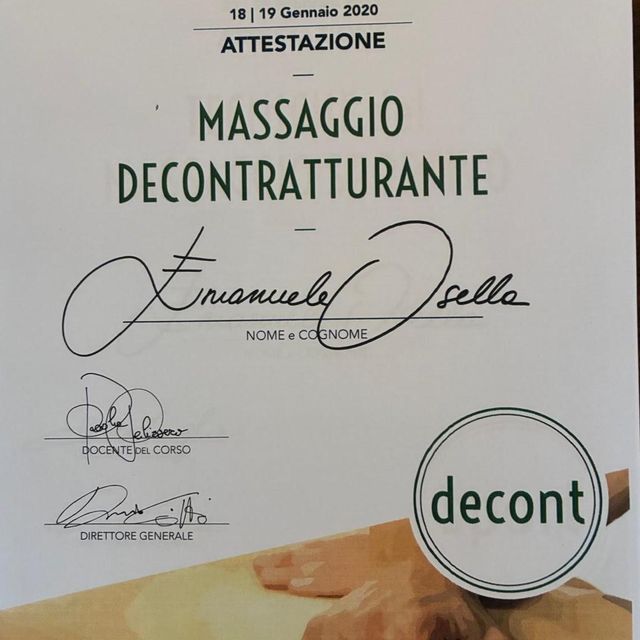 18 | 19 Gennaio 2020
ATTESTAZIONE
MASSAGGIO
DECONTRATTURANTE
Emanuele Osella
NOME e COGNOME
DOCENTE DEL CORSO
DIRETTORE GENERALE
decont